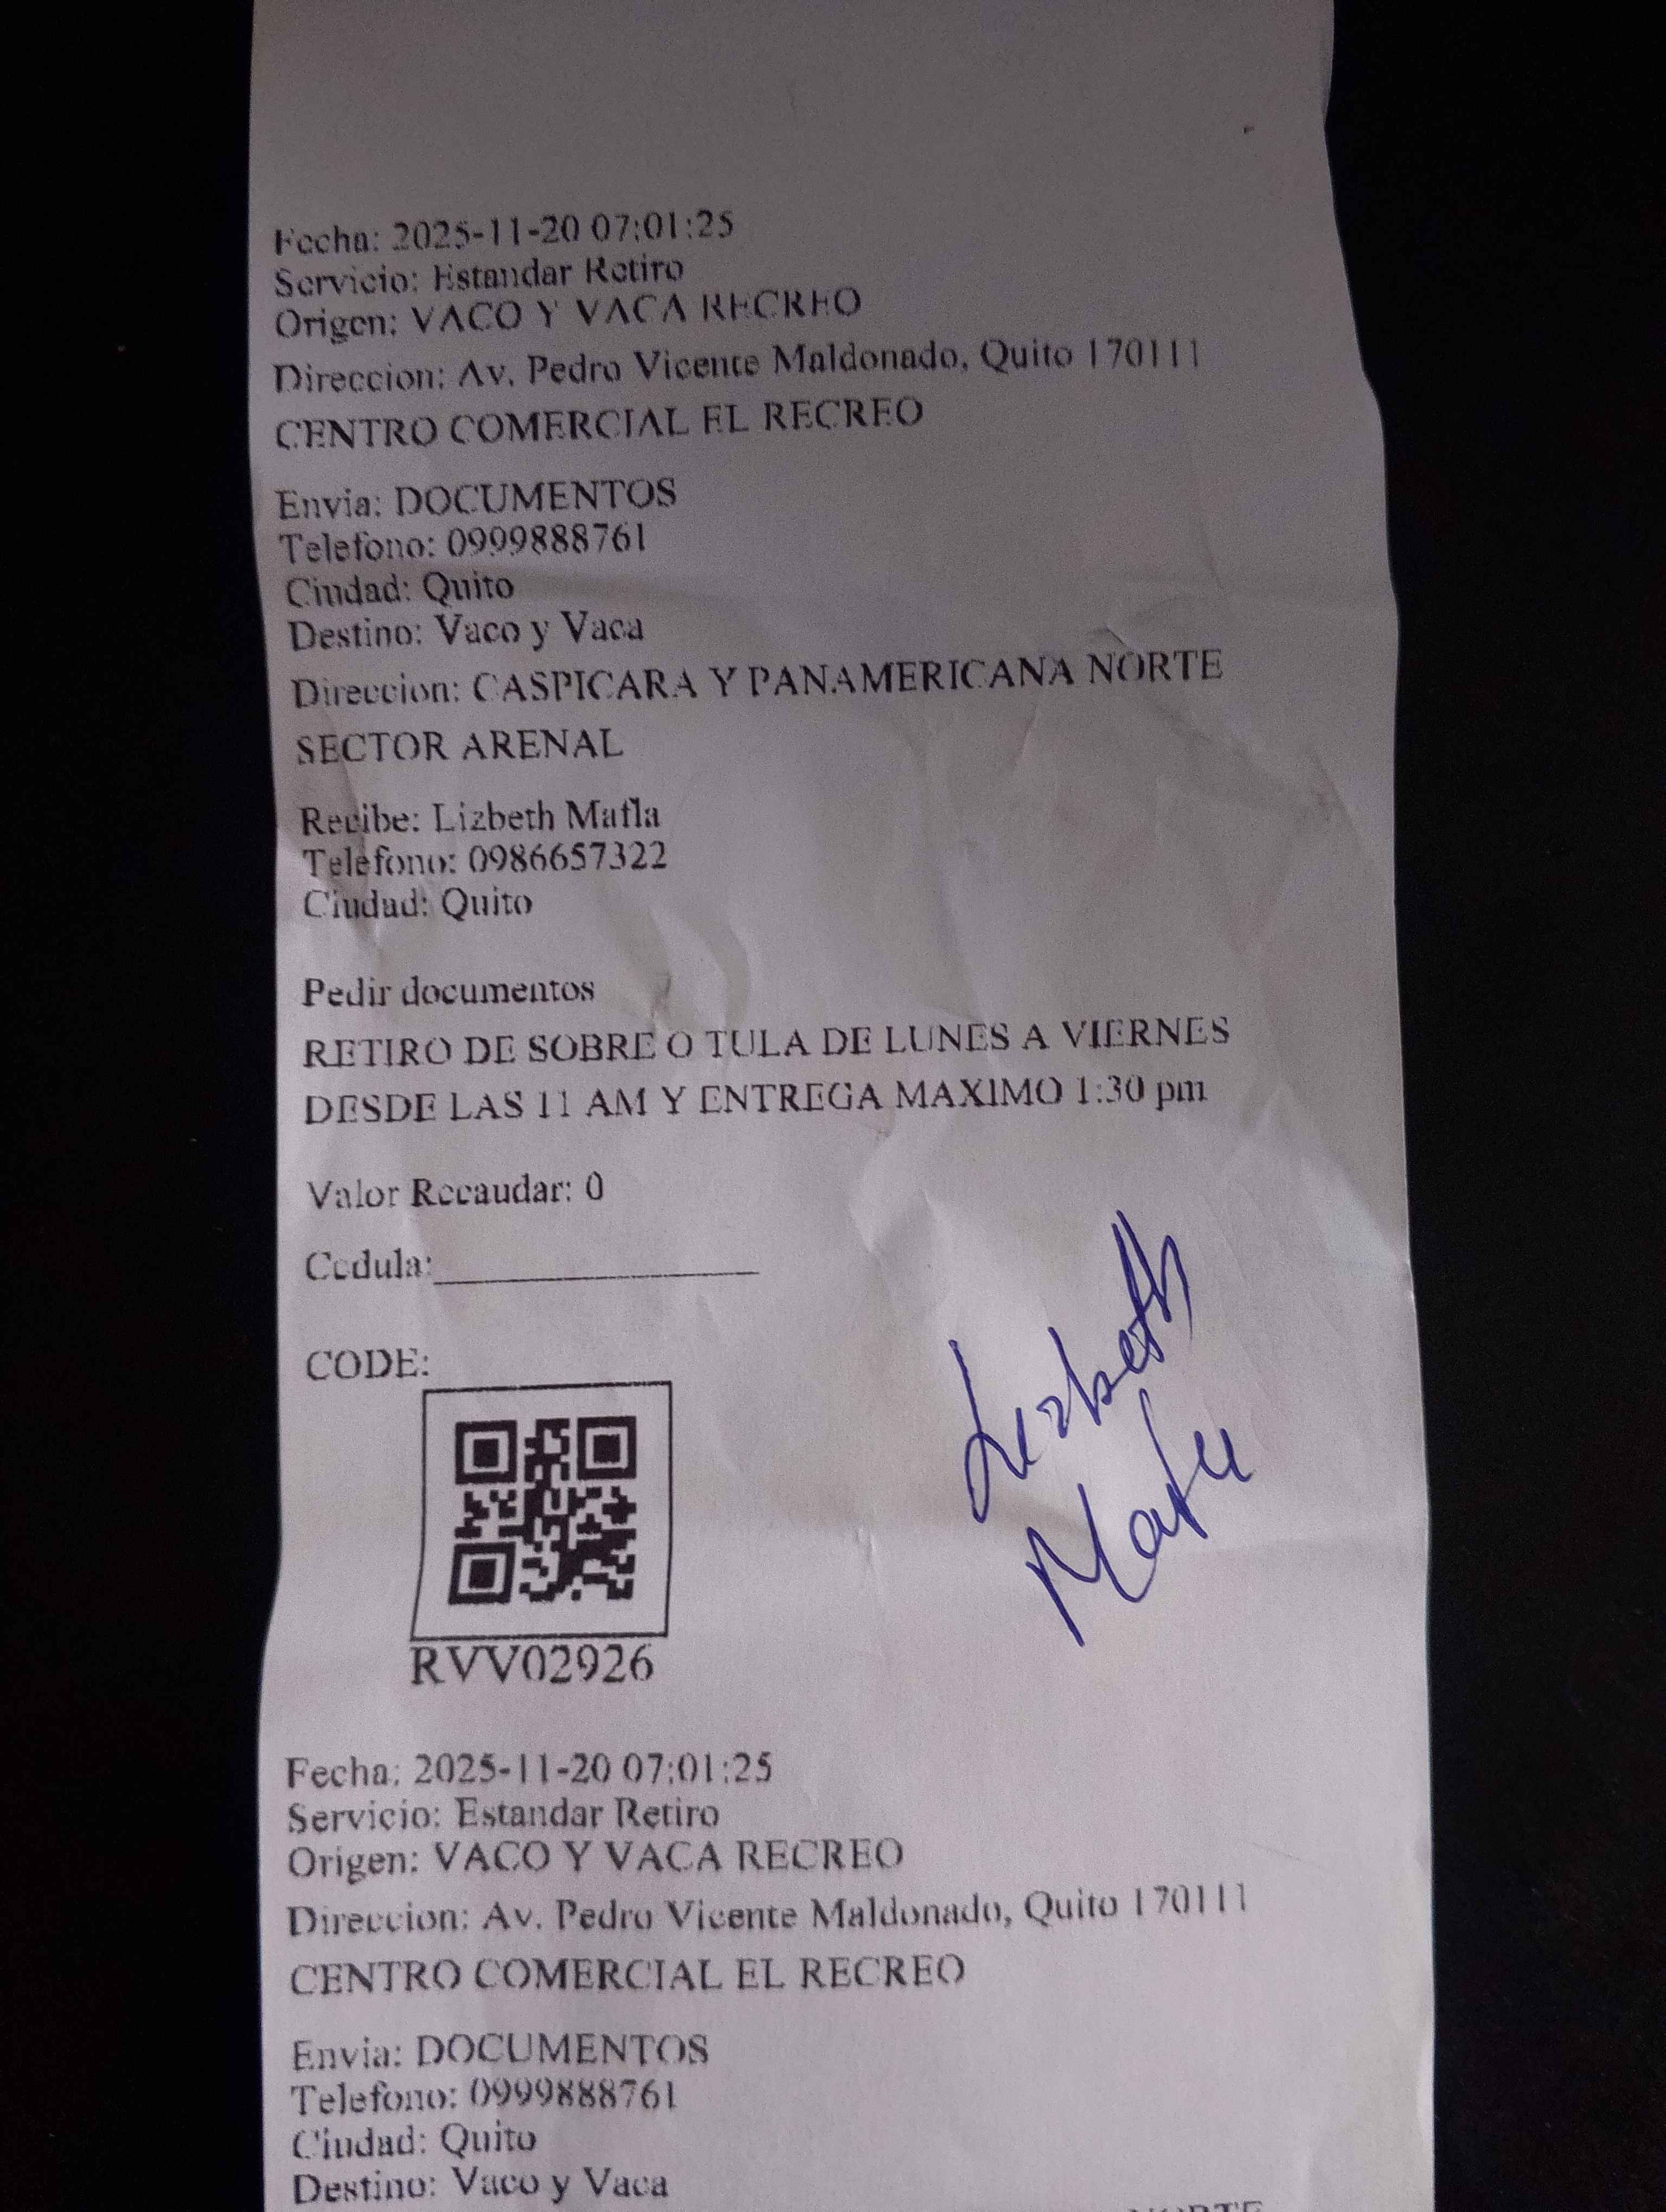 Fecha: 2025-11-20 07:01:25
Servicio: Estandar Retiro
Origen: VACO Y VACA RECREO
Direccion: Av. Pedro Vicente Maldonado, Quito 170111
CENTRO COMERCIAL EL RECREO
Envia: DOCUMENTOS
Telefono: 0999888761
Ciudad: Quito
Destino: Vaco y Vaca
Direccion: CASPICARA Y PANAMERICANA NORTE
SECTOR ARENAL
Recibe: Lizbeth Mafla
Telefono: 0986657322
Ciudad: Quito
Pedir documentos
RETIRO DE SOBRE O TULA DE LUNES A VIERNES
DESDE LAS 11 AM Y ENTREGA MAXIMO 1:30 pm
Valor Recaudar: 0
Cedula:
CODE:
Lizbeth
RVV02926
Fecha: 2025-11-20 07:01:25
Servicio: Estandar Retiro
Origen: VACO Y VACA RECREO
Direccion: Av. Pedro Vicente Maldonado, Quito 170111
CENTRO COMERCIAL EL RECREO
Envia: DOCUMENTOS
Telefono: 0999888761
Ciudad: Quito
Destino: Vaco y Vaca
NORTE